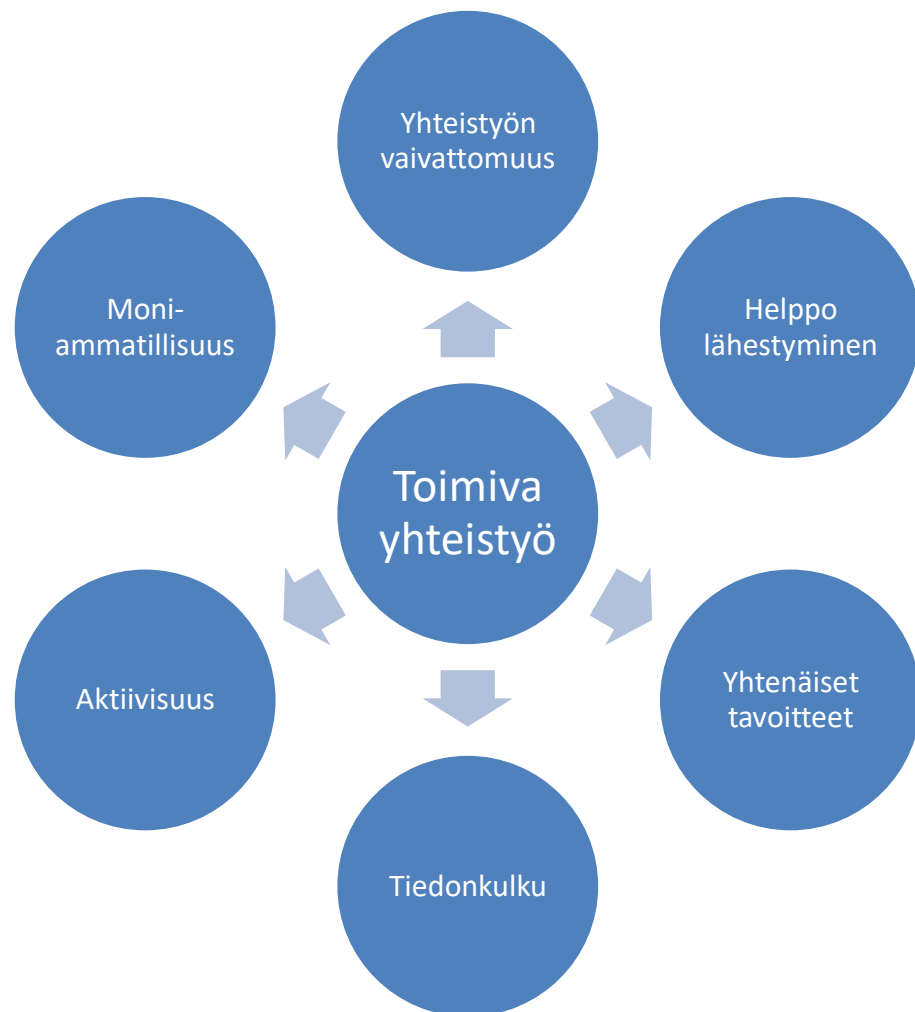 Yhteistyön
vaivattomuus
Moni-
ammatillisuus
Helppo
lähestyminen
Toimiva
yhteistyö
Aktiivisuus
Yhtenäiset
tavoitteet
Tiedonkulku